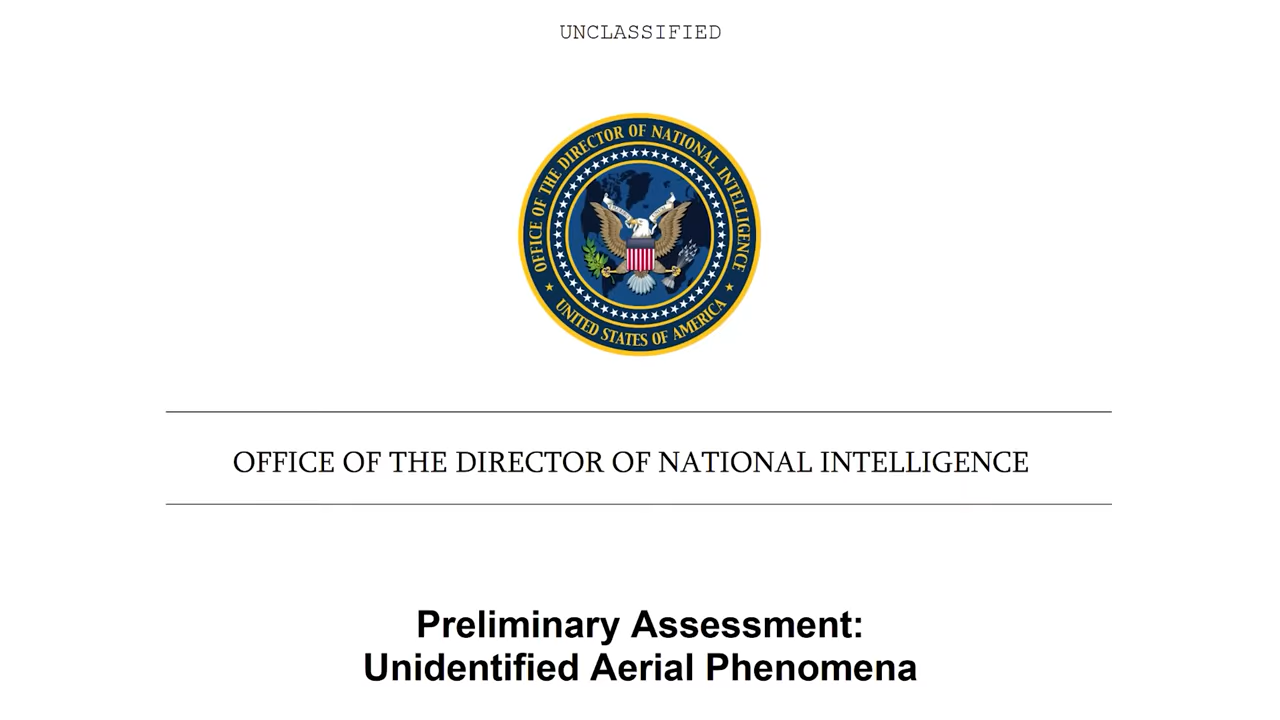 UNCLASSIFIED
OFFICE OF THE DIRECTOR OF NATIONAL INTELLIGENCE
UNITED STATES OF AMERICA
OFFICE OF THE DIRECTOR OF NATIONAL INTELLIGENCE
Preliminary Assessment:
Unidentified Aerial Phenomena